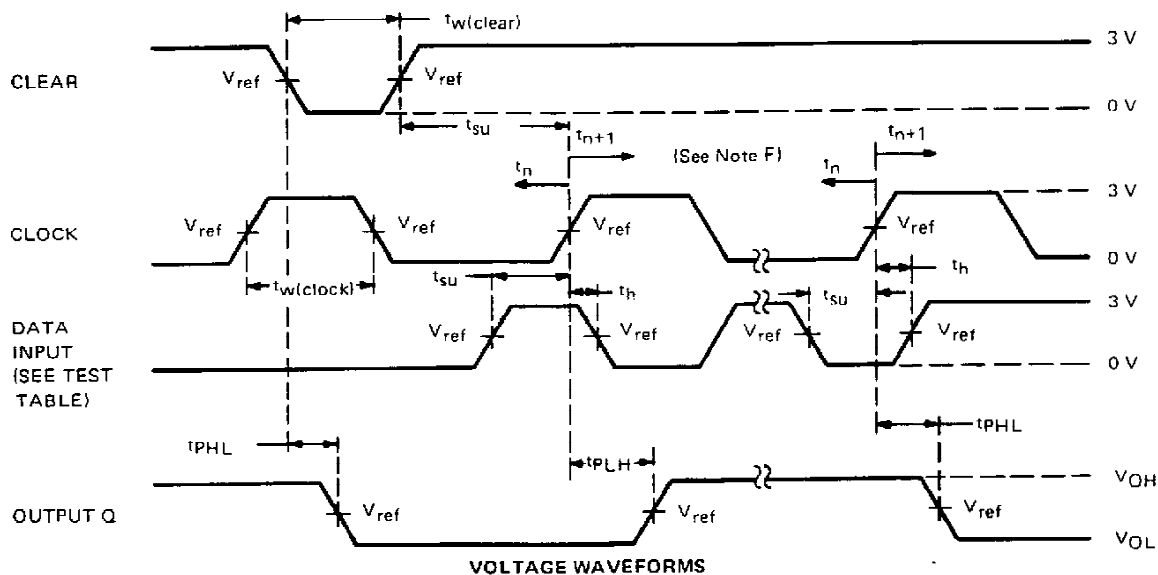 tw(clear)
3 V
CLEAR
Vref
Vref
0 V
tsu
tn+1
(See Note F)
tn+1
tn
tn
3 V
CLOCK
Vref
Vref
Vref
Vref
0 V
tw(clock)
tsu
th
tsu
th
3 V
DATA
INPUT
(SEE TEST
TABLE)
Vref
Vref
Vref
Vref
0 V
tPHL
tPLH
tPHL
VOH
OUTPUT Q
Vref
Vref
Vref
VOL
VOLTAGE WAVEFORMS